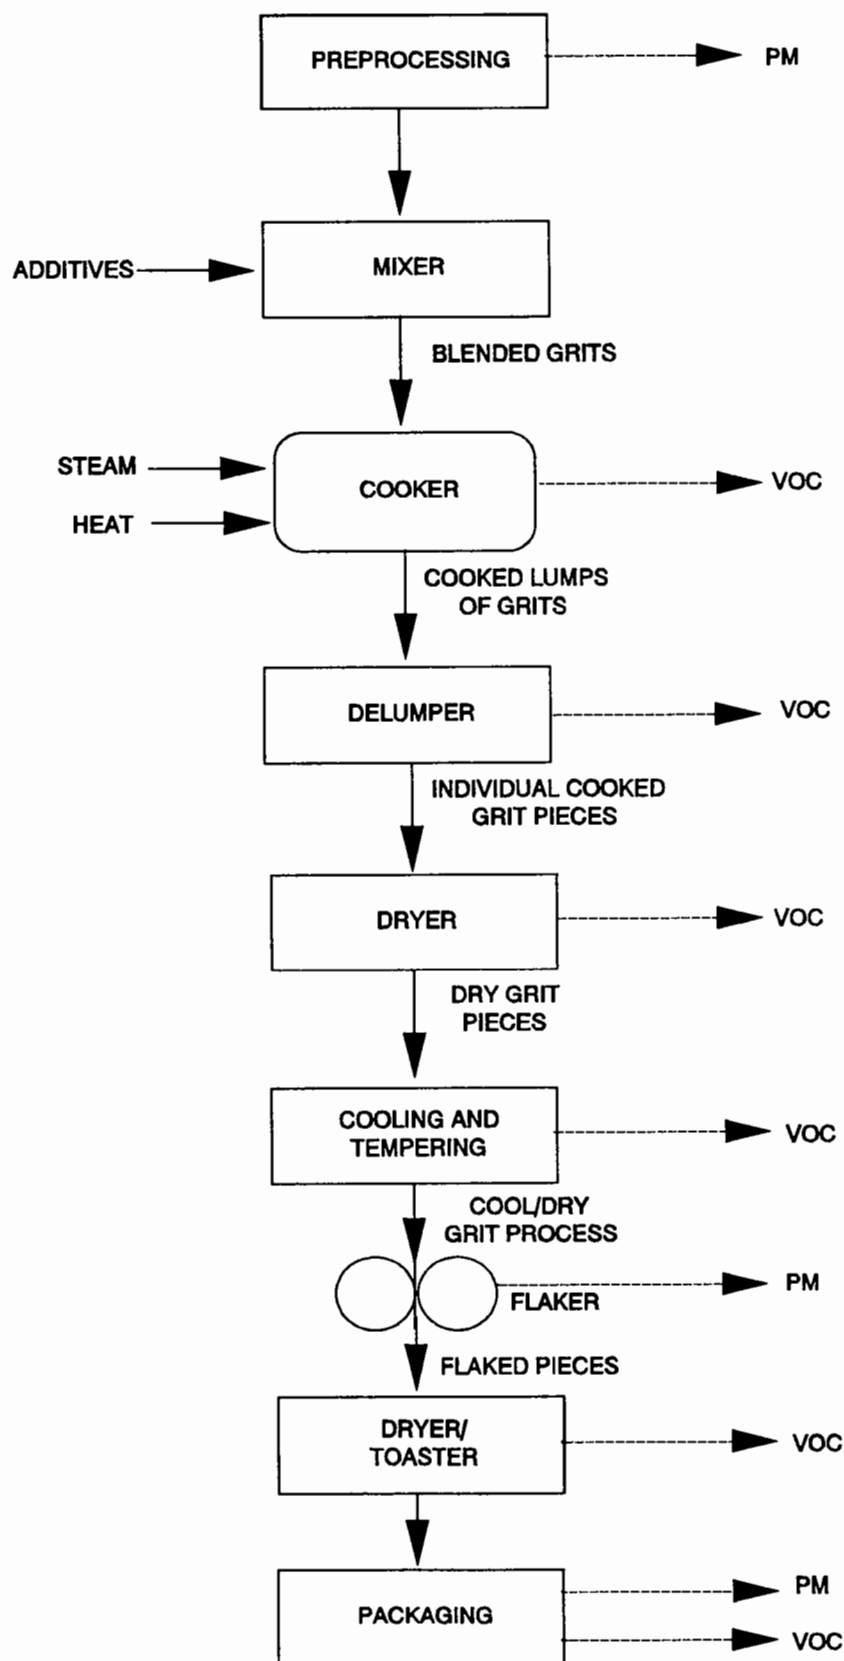 PREPROCESSING
PM
ADDITIVES
MIXER
BLENDED GRITS
STEAM
HEAT
COOKER
VOC
COOKED LUMPS
OF GRITS
DELUMPER
VOC
INDIVIDUAL COOKED
GRIT PIECES
DRYER
VOC
DRY GRIT
PIECES
COOLING AND
TEMPERING
VOC
COOL/DRY
GRIT PROCESS
FLAKER
PM
FLAKED PIECES
DRYER/
TOASTER
VOC
PACKAGING
PM
VOC